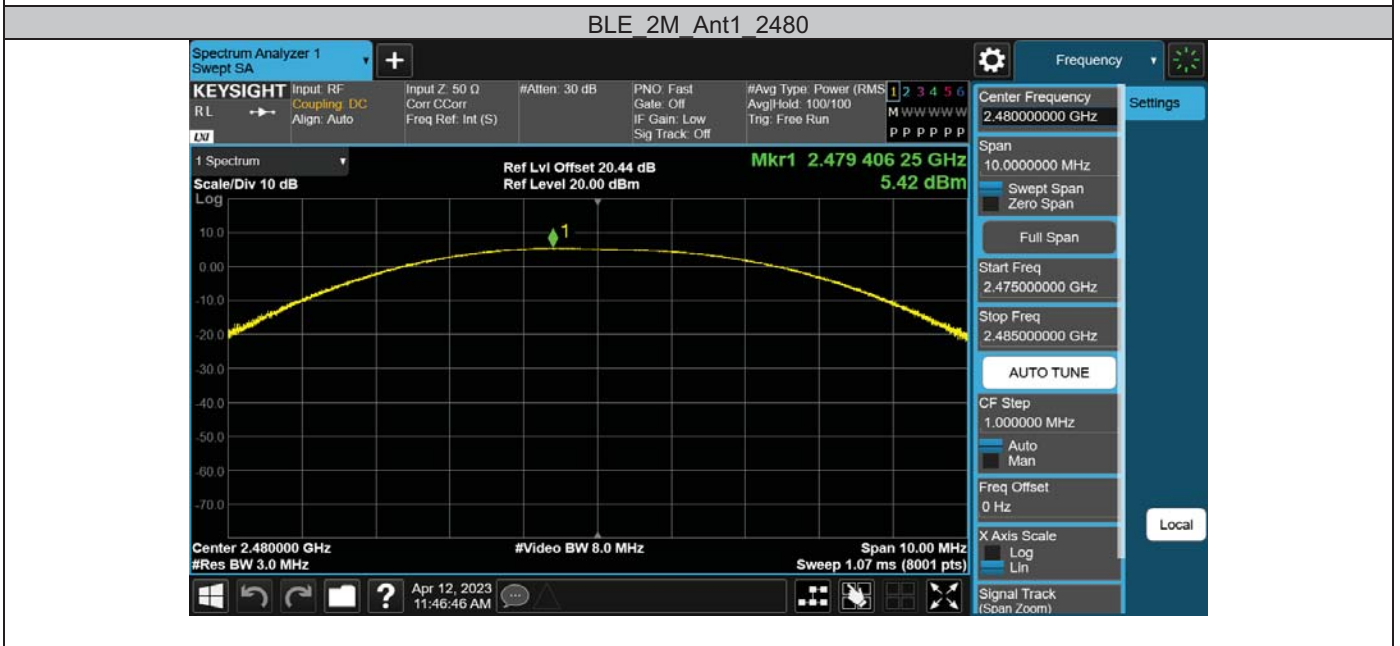 BLE_2M_Ant1_2480
Spectrum Analyzer 1
Swept SA
+
Frequency
KEYSIGHT
RL
LXI
Input: RF
Coupling: DC
Align: Auto
Input Z: 50 Ω
Corr CCorr
Freq Ref: Int (S)
#Atten: 30 dB
PNO: Fast
Gate: Off
IF Gain: Low
Sig Track: Off
#Avg Type: Power (RMS
Avg|Hold: 100/100
Trig: Free Run
1 2 3 4 5 6
M W W W W W
P P P P P P
Center Frequency
2.480000000 GHz
Settings
Span
10.0000000 MHz
Swept Span
Zero Span
Full Span
Start Freq
2.475000000 GHz
Stop Freq
2.485000000 GHz
AUTO TUNE
CF Step
1.000000 MHz
Auto
Man
Freq Offset
0 Hz
X Axis Scale
Log
Lin
Signal Track
(Span Zoom)
Local
1 Spectrum
Scale/Div 10 dB
Log
Ref Lvl Offset 20.44 dB
Ref Level 20.00 dBm
Mkr1 2.479 406 25 GHz
5.42 dBm
1
10.0
0.00
-10.0
-20.0
-30.0
-40.0
-50.0
-60.0
-70.0
Center 2.480000 GHz
#Res BW 3.0 MHz
#Video BW 8.0 MHz
Span 10.00 MHz
Sweep 1.07 ms (8001 pts)
?
Apr 12, 2023
11:46:46 AM